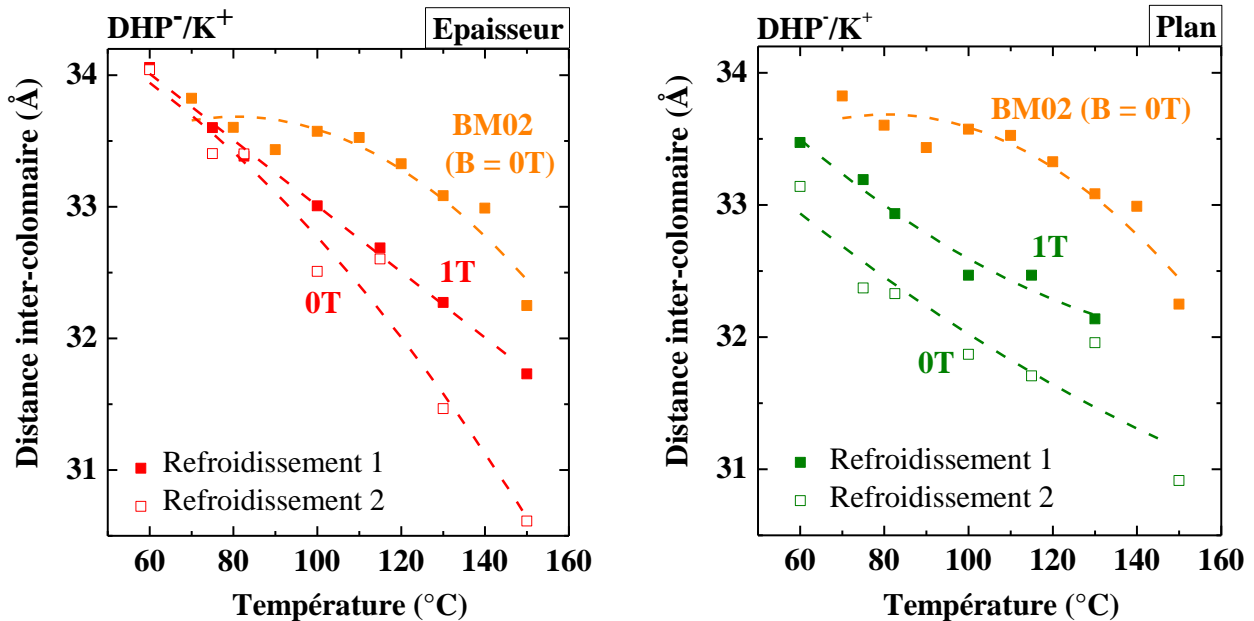 DHP⁻/K⁺
Epaisseur
Distance inter-colonnaire (Å)
34
33
32
31
BM02
(B = 0T)
1T
0T
Refroidissement 1
Refroidissement 2
60 80 100 120 140 160
Température (°C)
DHP⁻/K⁺
Plan
Distance inter-colonnaire (Å)
34
33
32
31
BM02 (B = 0T)
1T
0T
Refroidissement 1
Refroidissement 2
60 80 100 120 140 160
Température (°C)